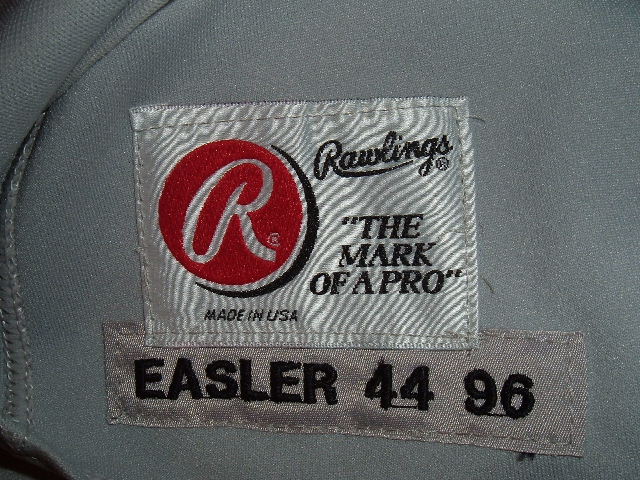 R®
Rawlings®
"THE
MARK
OF A PRO"
MADE IN USA
EASLER 44 96